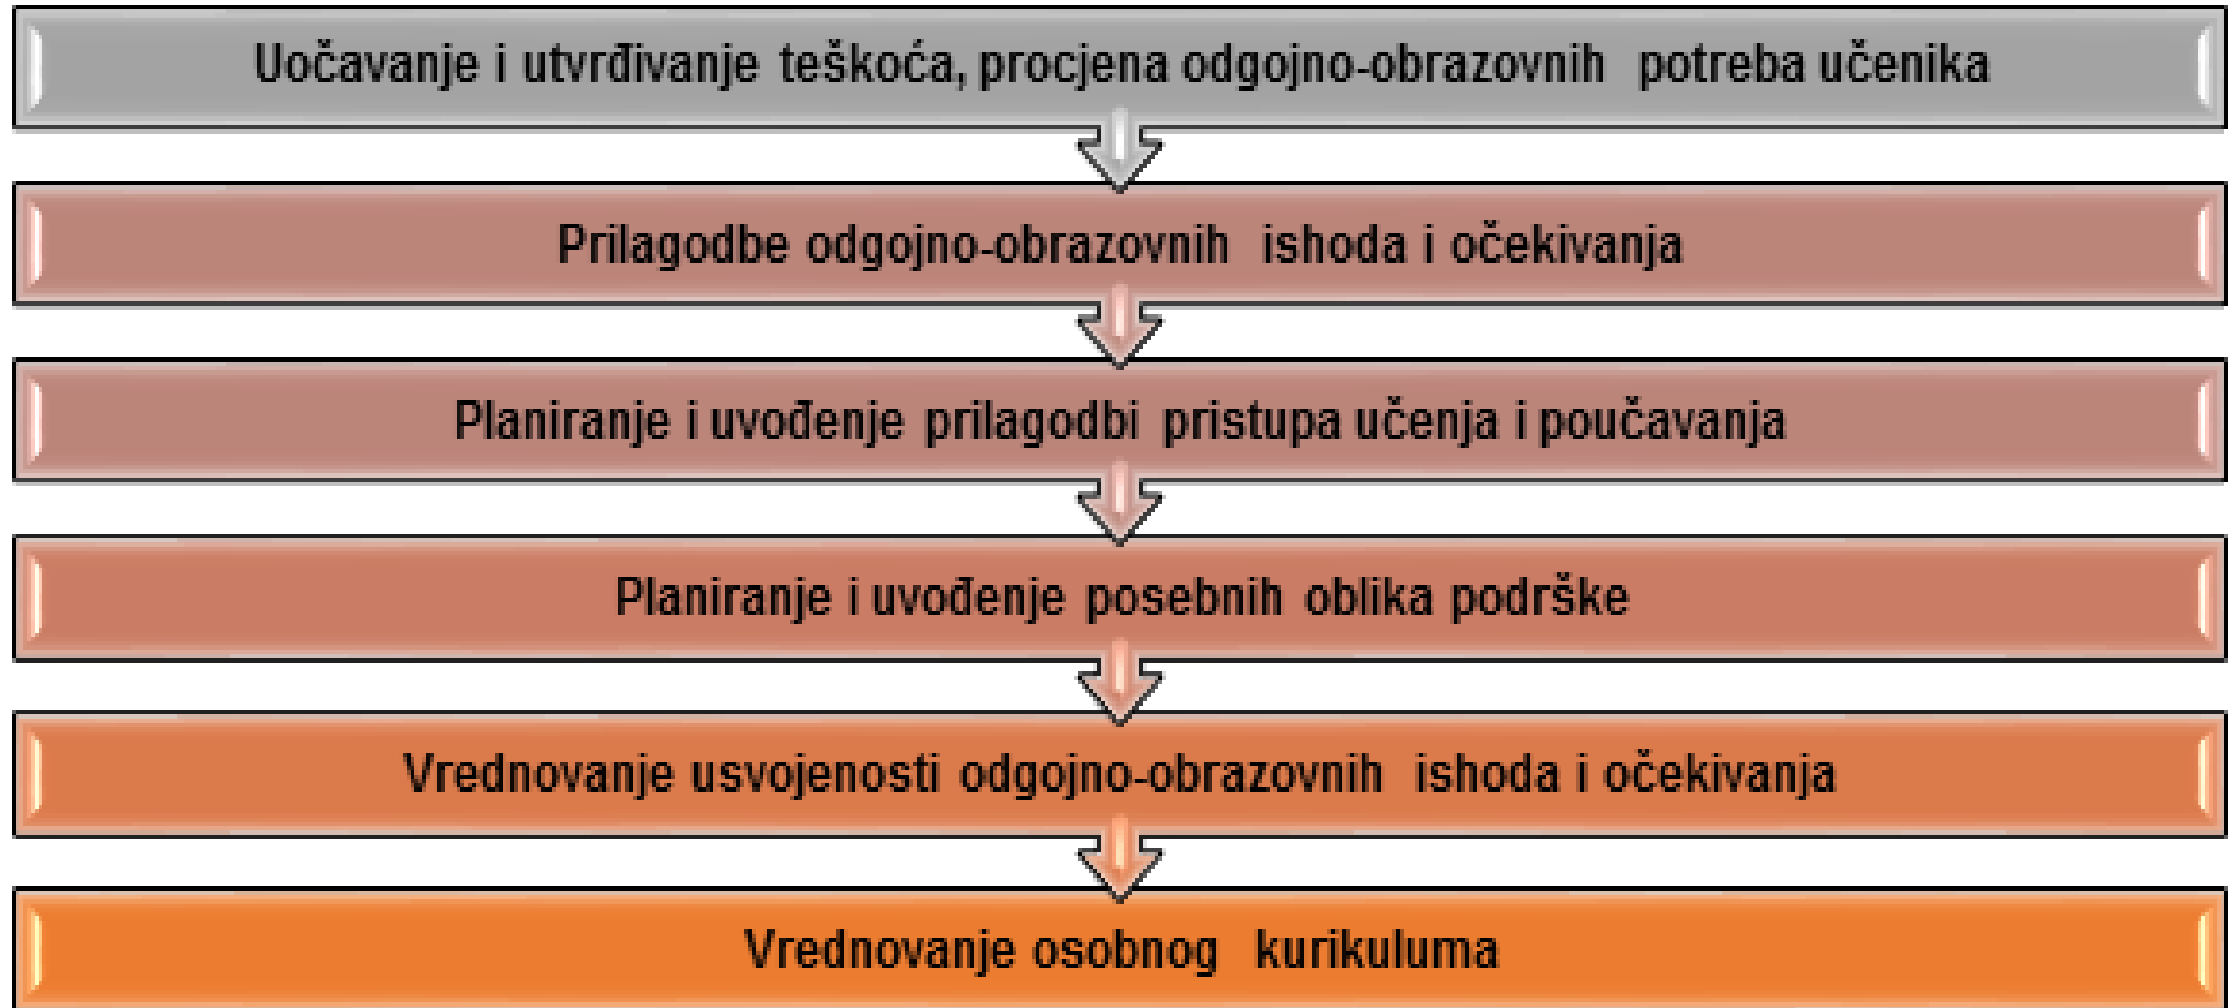 Uočavanje i utvrđivanje teškoća, procjena odgojno-obrazovnih potreba učenika
Prilagodbe odgojno-obrazovnih ishoda i očekivanja
Planiranje i uvođenje prilagodbi pristupa učenja i poučavanja
Planiranje i uvođenje posebnih oblika podrške
Vrednovanje usvojenosti odgojno-obrazovnih ishoda i očekivanja
Vrednovanje osobnog kurikuluma